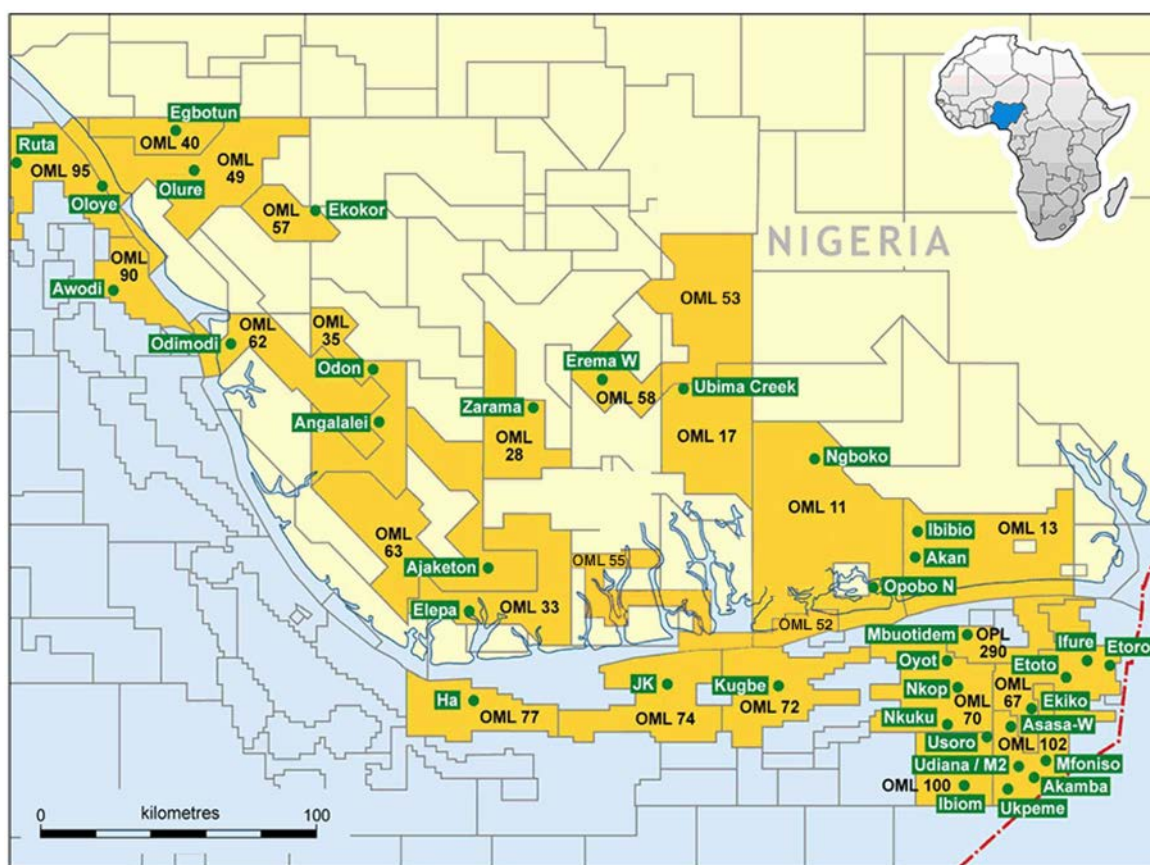 Egbotun
Ruta
OML 40
OML 95
OML
49
Olure
Oloye
OML
57
Ekokor
NIGERIA
OML
90
Awodi
OML 53
Odimodi
OML
62
OML
35
Odon
Erema W
OML 58
Ubima Creek
Zarama
Angalalei
OML
28
OML 17
Ngboko
OML 11
OML
63
Ibibio
OML 13
Akan
Ajaketon
OML 55
Opobo N
Elepa
OML 33
OML 52
Mbuotidem
OPL
290
Ifure
Etoro
Oyot
Etoto
JK
Kugbe
Nkop
OML
67
Ekiko
Ha
OML 77
OML 74
OML 72
OML
70
Nkuku
Asasa-W
Usoro
OML 102
Udiana / M2
Mfoniso
OML 100
Akamba
Ibiom
Ukpeme
kilometres
0
100